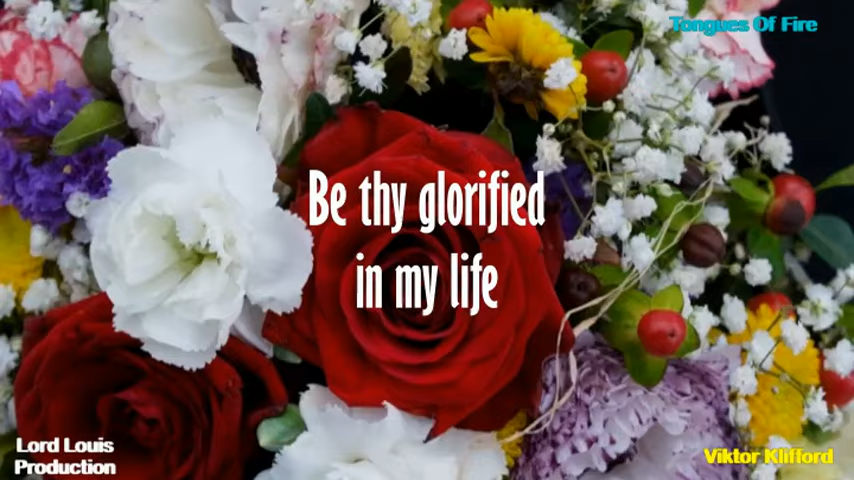 Tongues Of Fire
Be thy glorified
in my life
Lord Louis
Production
Viktor Klifford